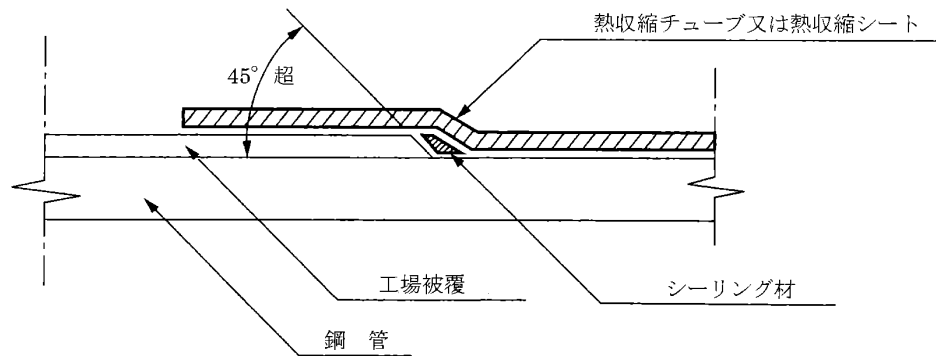 熱収縮チューブ又は熱収縮シート
45° 超
工場被覆
シーリング材
鋼 管